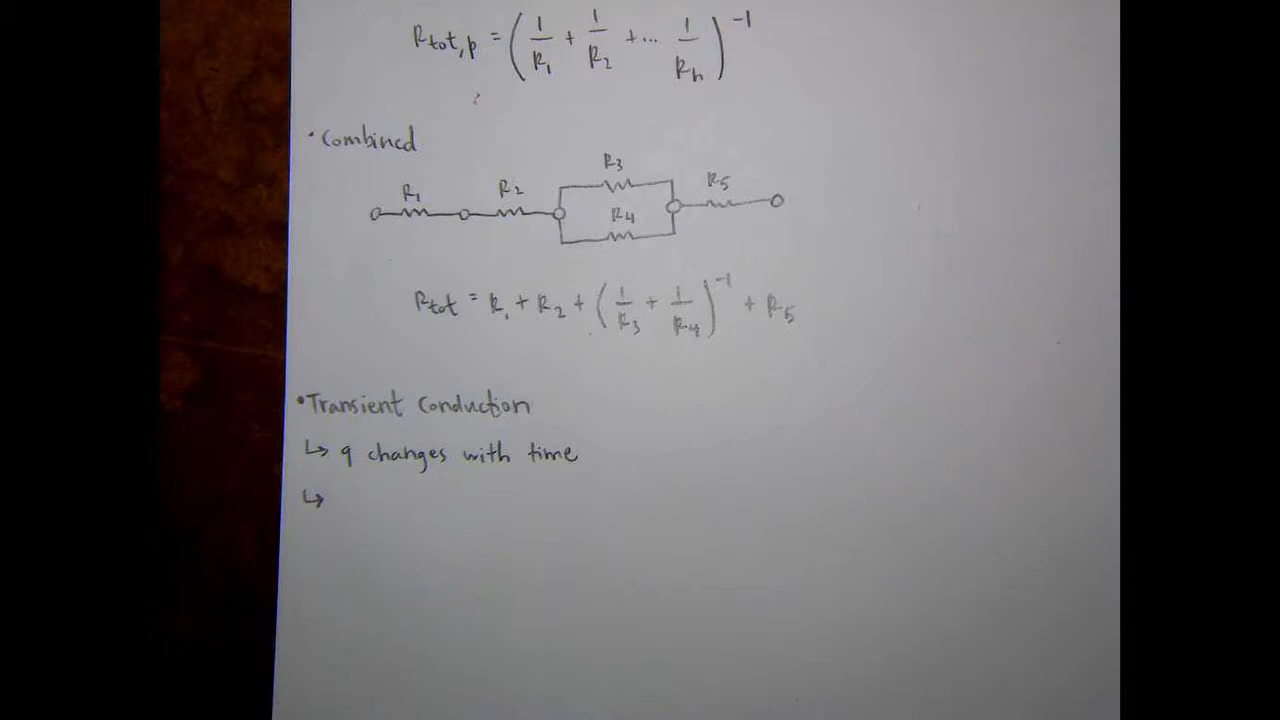 Rtot,p = (1/R1 + 1/R2 + ... 1/Rn)^-1
• Combined
R3
R1 R2 R5
R4
Rtot = R1 + R2 + (1/R3 + 1/R4)^-1 + R5
• Transient Conduction
↳ q changes with time
↳